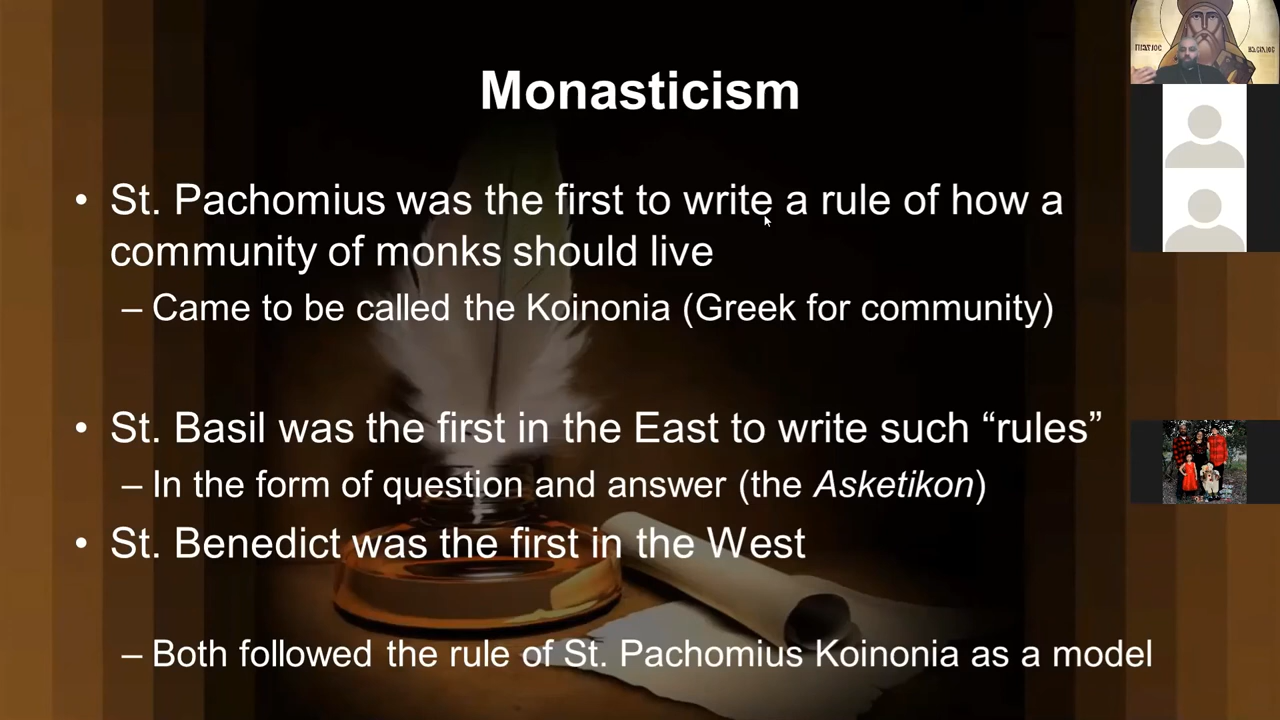 Monasticism
• St. Pachomius was the first to write a rule of how a
community of monks should live
– Came to be called the Koinonia (Greek for community)
• St. Basil was the first in the East to write such “rules”
– In the form of question and answer (the Asketikon)
• St. Benedict was the first in the West
– Both followed the rule of St. Pachomius Koinonia as a model